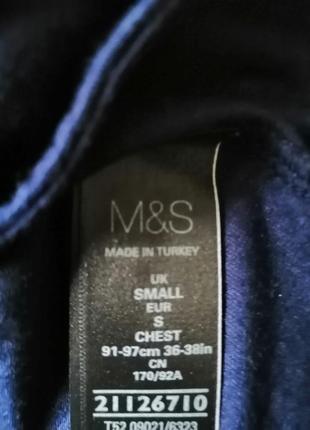 M&S
MADE IN TURKEY
UK
SMALL
EUR
S
CHEST
91-97cm 36-38in
CN
170/92A
21126710
T52 09021/6323